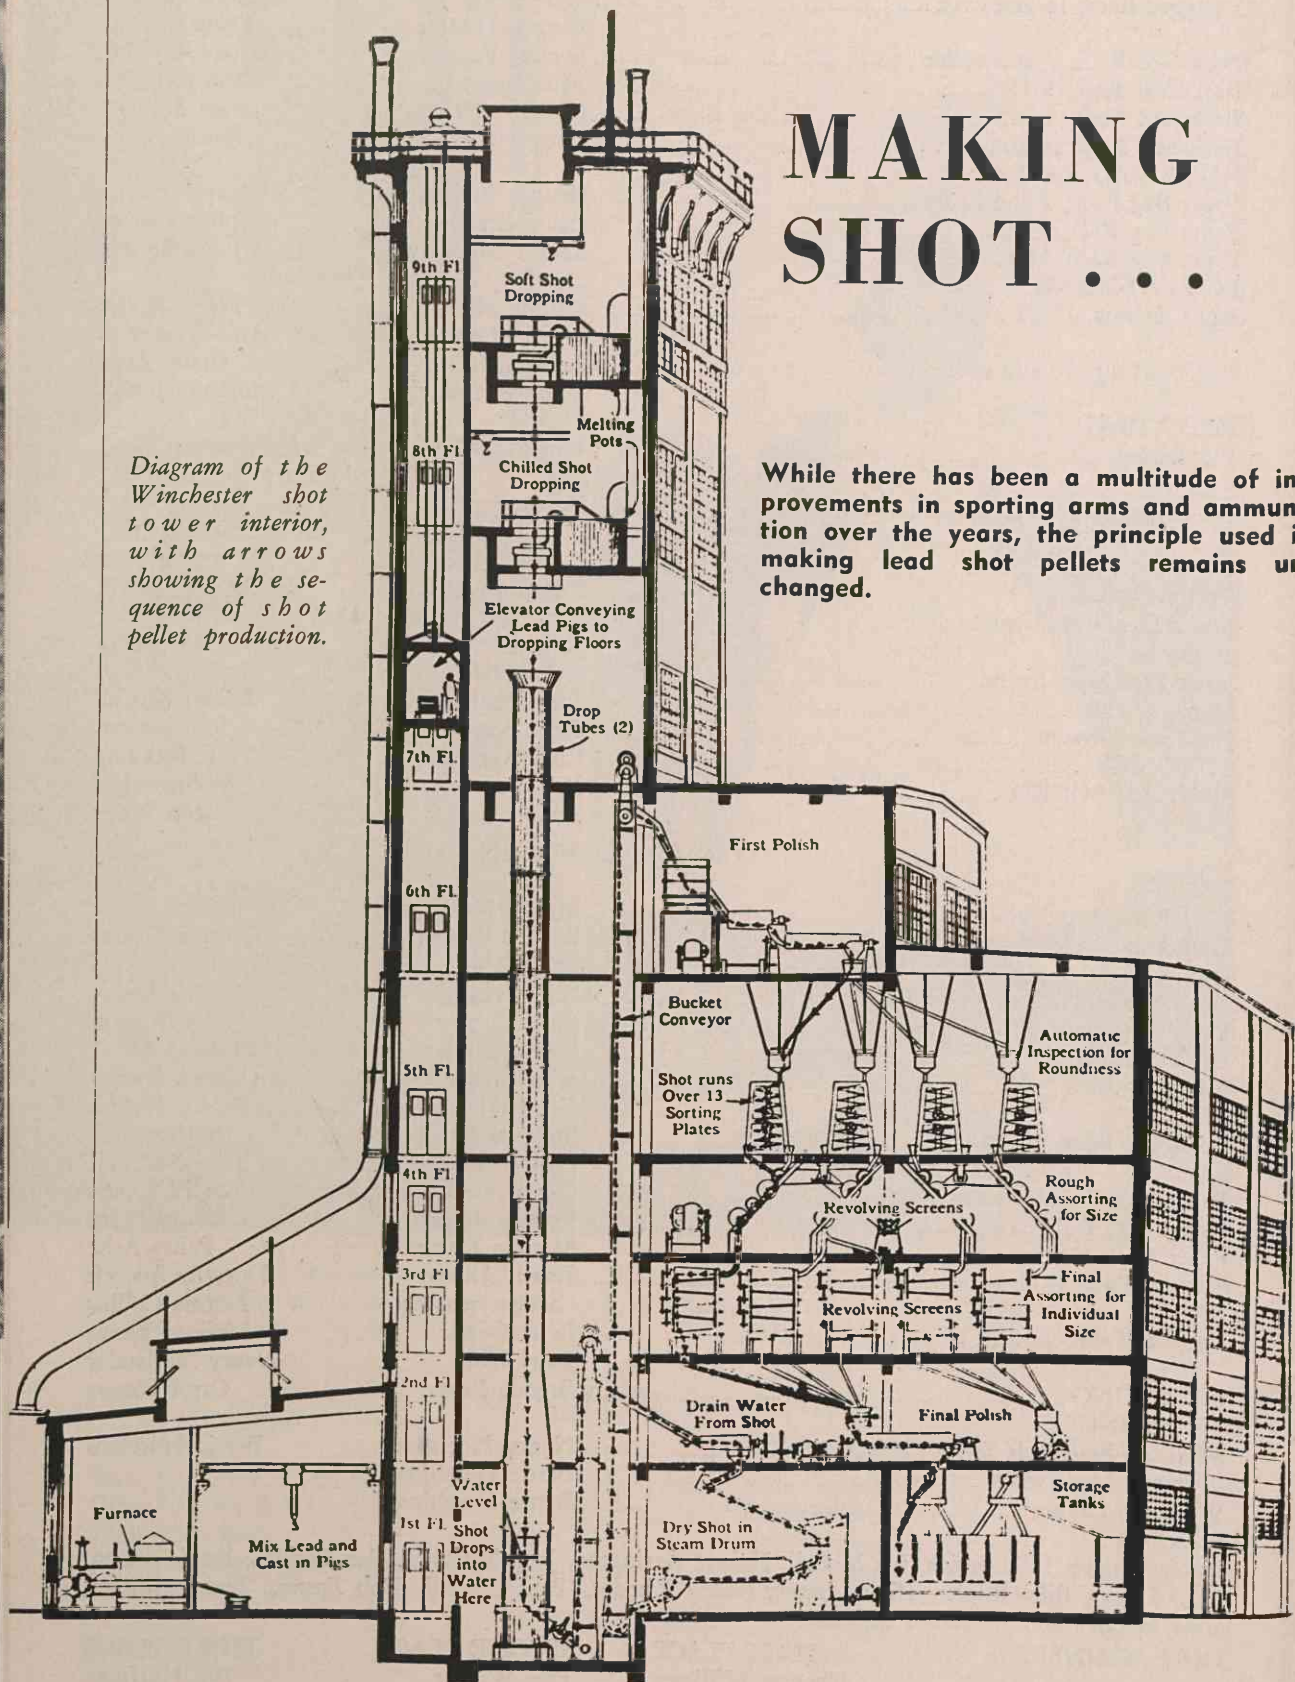 MAKING
SHOT...
Diagram of the
Winchester shot
tower interior,
with arrows
showing the se-
quence of shot
pellet production.
While there has been a multitude of im
provements in sporting arms and ammun
tion over the years, the principle used i
making lead shot pellets remains un
changed.
9th Fl
Soft Shot
Dropping
Melting
Pots
8th Fl.
Chilled Shot
Dropping
Elevator Conveying
Lead Pigs to
Dropping Floors
Drop
Tubes (2)
7th Fl.
First Polish
6th Fl.
Bucket
Conveyor
Automatic
Inspection for
Roundness
5th Fl.
Shot runs
Over 13
Sorting
Plates
4th Fl.
Revolving Screens
Rough
Assorting
for Size
3rd Fl
Revolving Screens
Final
Assorting for
Individual
Size
2nd Fl
Drain Water
From Shot
Final Polish
Water
Level
Storage
Tanks
Furnace
Mix Lead and
Cast in Pigs
1st Fl.
Shot
Drops
into
Water
Here
Dry Shot in
Steam Drum